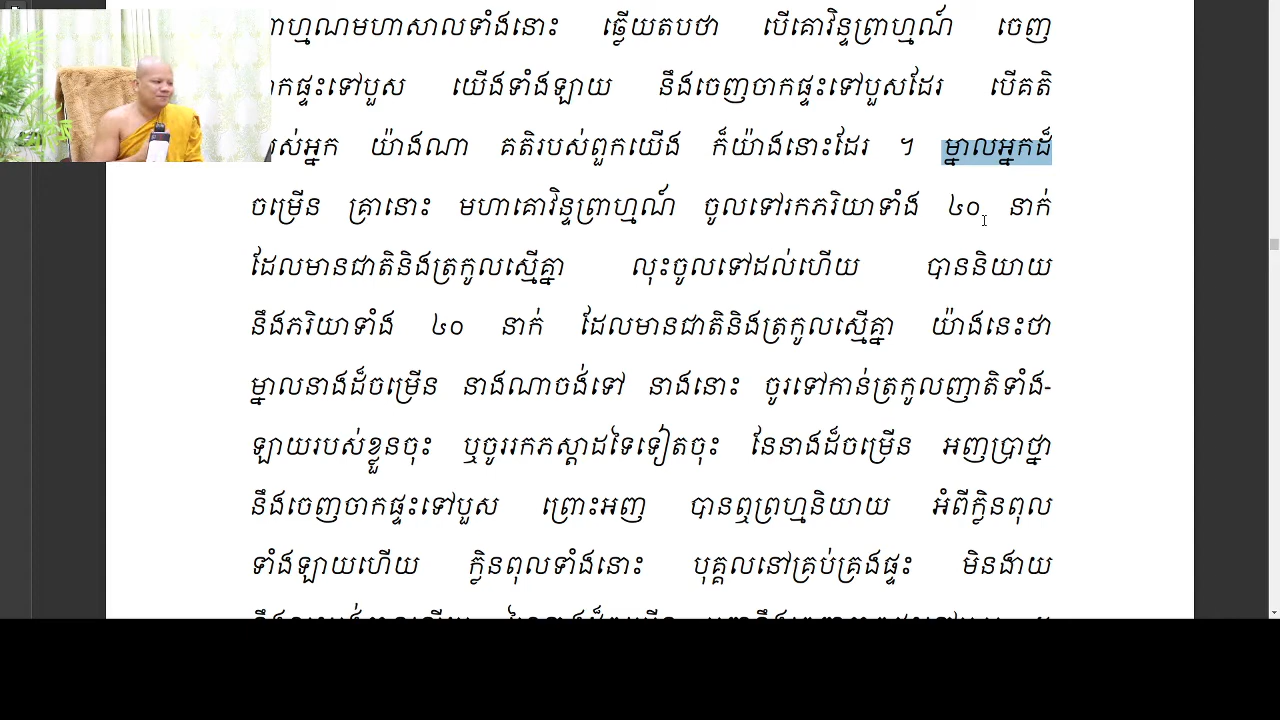 ព្រាហ្មណមហាសាលទាំងនោះ ឆ្លើយតបថា បើគោវិន្ទព្រាហ្មណ៍ ចេញ
ចាកផ្ទះទៅបួស យើងទាំងឡាយ នឹងចេញចាកផ្ទះទៅបួសដែរ បើគតិ
របស់អ្នក យ៉ាងណា គតិរបស់ពួកយើង ក៏យ៉ាងនោះដែរ ។ ម្នាលអ្នកដ៏
ចម្រើន គ្រានោះ មហាគោវិន្ទព្រាហ្មណ៍ ចូលទៅរកភរិយាទាំង ៤០ នាក់
ដែលមានជាតិនិងត្រកូលស្មើគ្នា លុះចូលទៅដល់ហើយ បាននិយាយ
នឹងភរិយាទាំង ៤០ នាក់ ដែលមានជាតិនិងត្រកូលស្មើគ្នា យ៉ាងនេះថា
ម្នាលនាងដ៏ចម្រើន នាងណាចង់ទៅ នាងនោះ ចូរទៅកាន់ត្រកូលញាតិទាំង-
ឡាយរបស់ខ្លួនចុះ ឬចូររកភស្តាដទៃទៀតចុះ នែនាងដ៏ចម្រើន អញប្រាថ្នា
នឹងចេញចាកផ្ទះទៅបួស ព្រោះអញ បានឮព្រហ្មនិយាយ អំពីក្លិនពុល
ទាំងឡាយហើយ ក្លិនពុលទាំងនោះ បុគ្គលនៅគ្រប់គ្រងផ្ទះ មិនងាយ